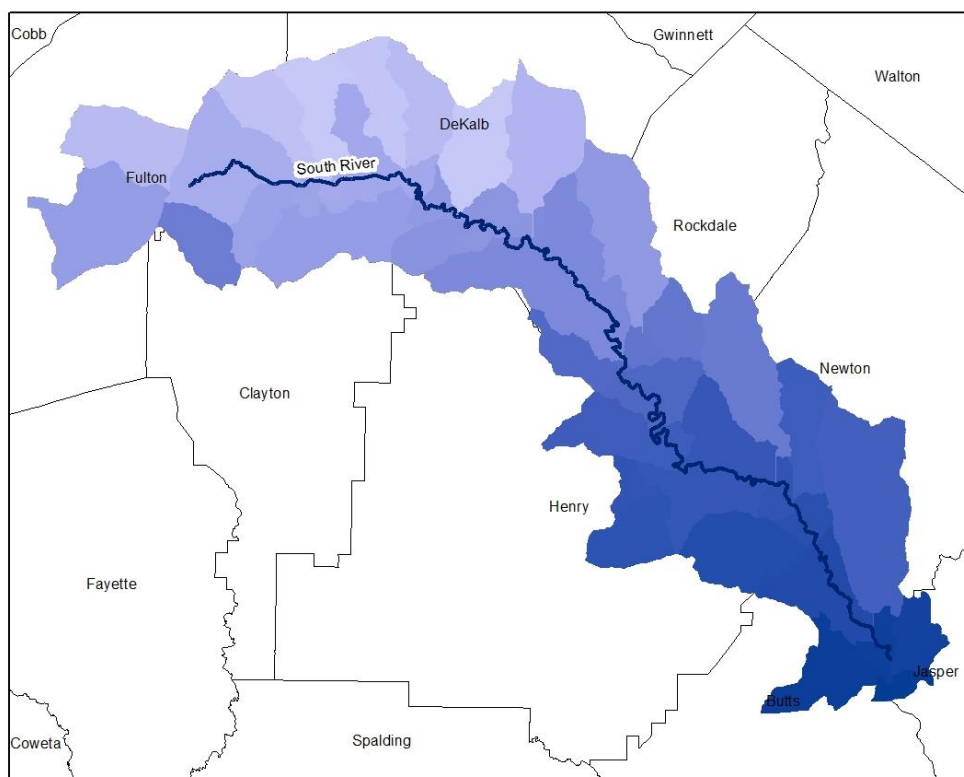 Cobb
Gwinnett
Walton
DeKalb
South River
Fulton
Rockdale
Newton
Clayton
Henry
Fayette
Jasper
Butts
Coweta
Spalding